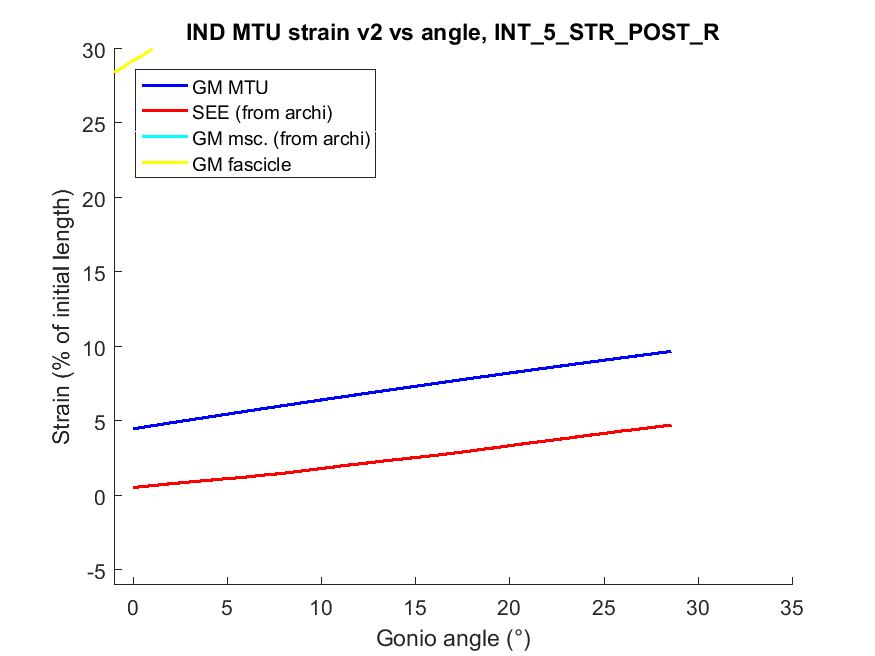 IND MTU strain v2 vs angle, INT_5_STR_POST_R
30
25
20
15
10
5
0
-5
Strain (% of initial length)
GM MTU
SEE (from archi)
GM msc. (from archi)
GM fascicle
0 5 10 15 20 25 30 35
Gonio angle (°)